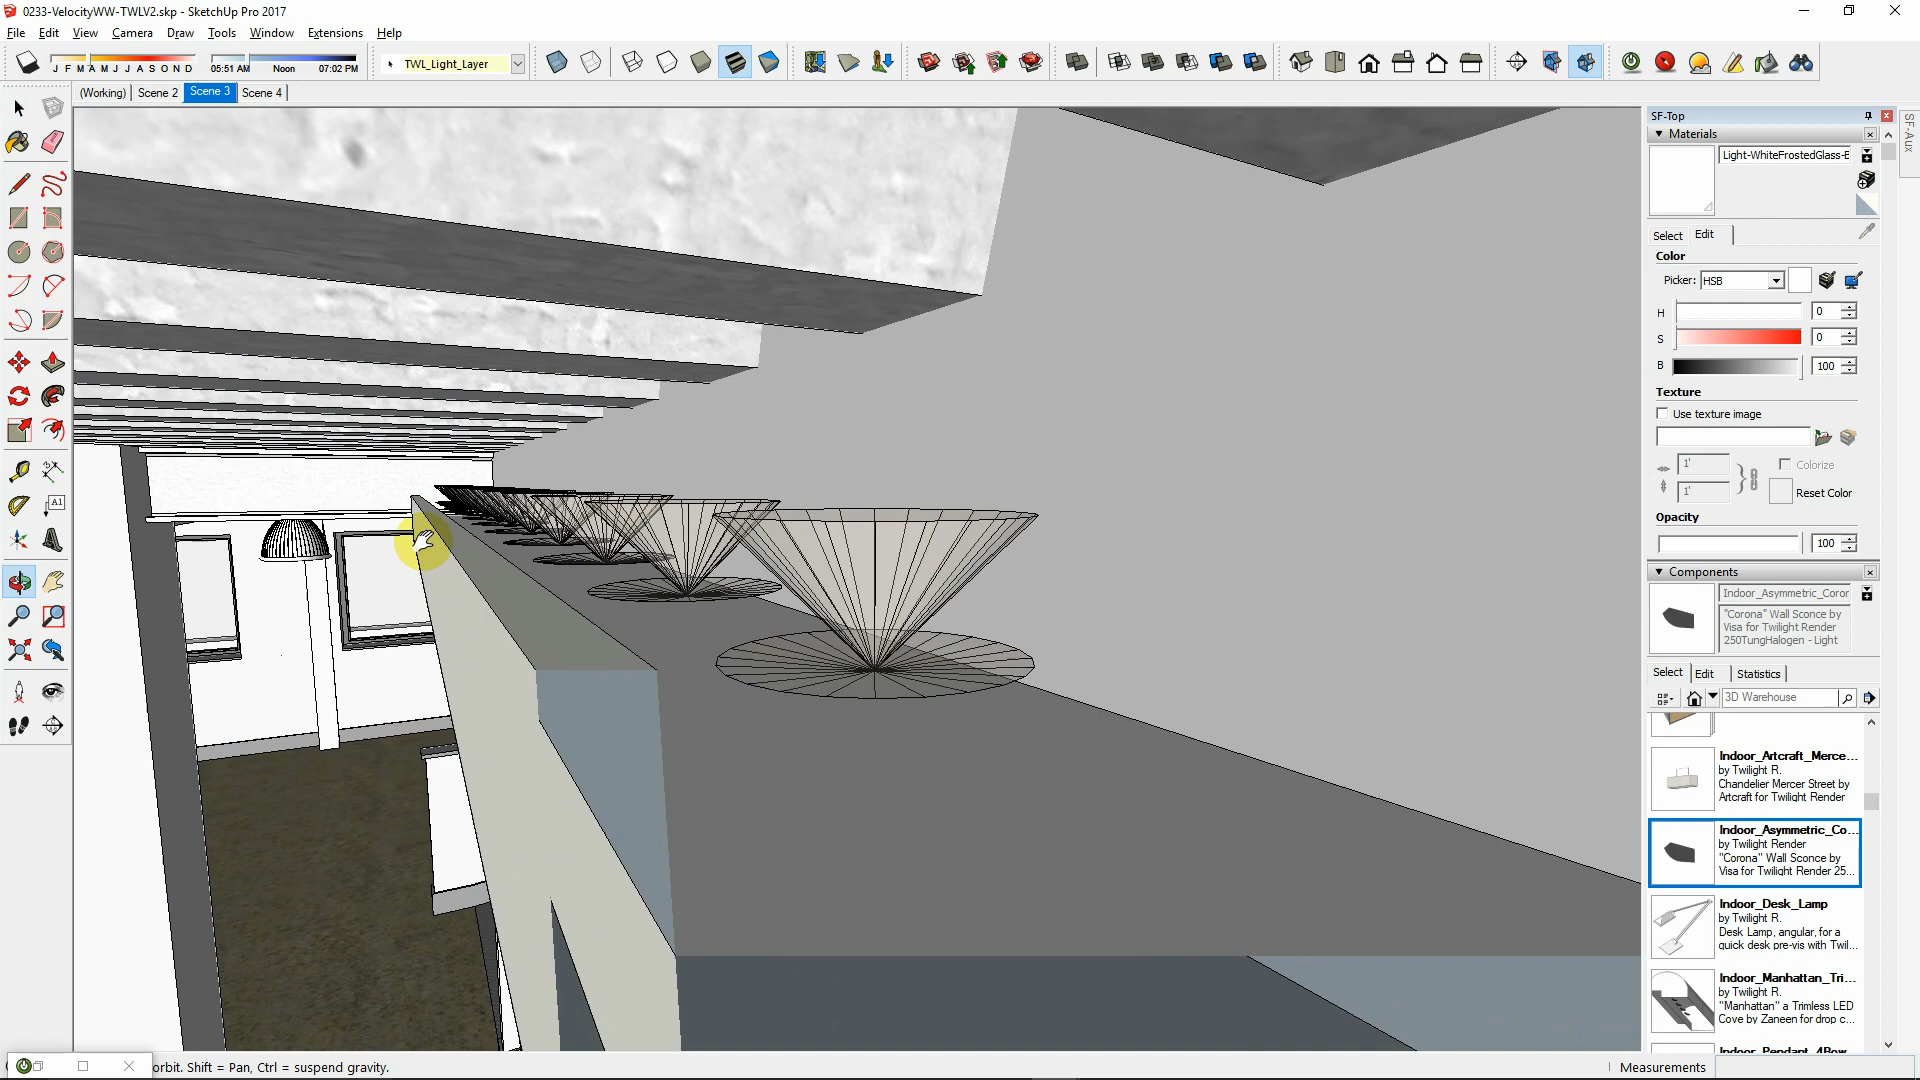 0233-VelocityWW-TWLV2.skp - SketchUp Pro 2017
File Edit View Camera Draw Tools Window Extensions Help
J F M A M J J A S O N D 05:51 AM Noon 07:02 PM TWL_Light_Layer
(Working) Scene 2 Scene 3 Scene 4
SF-Top
SF-Aux
Materials
Light-WhiteFrostedGlass-E
Select Edit
Color
Picker: HSB
H 0
S 0
B 100
Texture
Use texture image
1' Colorize
1' Reset Color
Opacity
100
Components
Indoor_Asymmetric_Coror
"Corona" Wall Sconce by
Visa for Twilight Render
250TungHalogen - Light
Select Edit Statistics
3D Warehouse
Indoor_Artcraft_Merce...
by Twilight R.
Chandelier Mercer Street by
Artcraft for Twilight Render
Indoor_Asymmetric_Co...
by Twilight Render
"Corona" Wall Sconce by
Visa for Twilight Render 25...
Indoor_Desk_Lamp
by Twilight R.
Desk Lamp, angular, for a
quick desk pre-vis with Twil...
Indoor_Manhattan_Tri...
by Twilight R.
"Manhattan" a Trimless LED
Cove by Zaneen for drop c...
Indoor_Pendant_4Bow
A1
orbit. Shift = Pan, Ctrl = suspend gravity.
Measurements